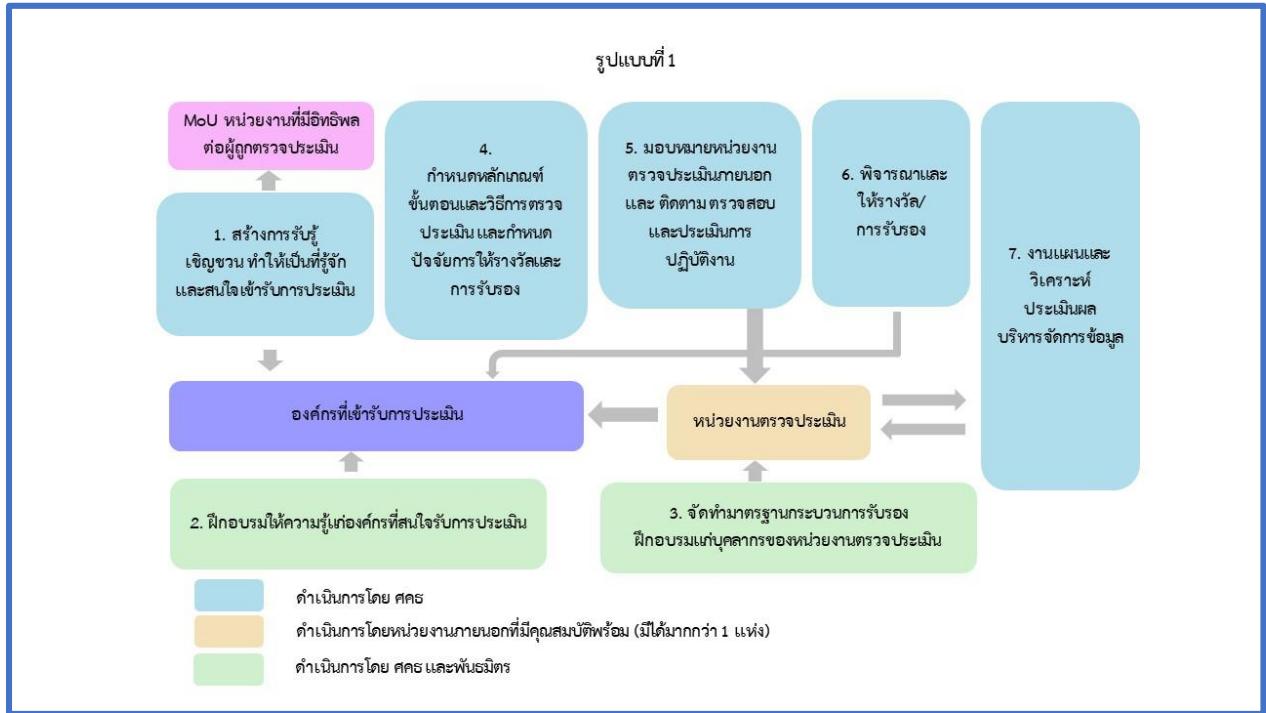 รูปแบบที่ 1
MoU หน่วยงานที่มีอิทธิพล
ต่อผู้ถูกตรวจประเมิน
1. สร้างการรับรู้
เชิญชวน ทำให้เป็นที่รู้จัก
และสนใจเข้ารับการประเมิน
4.
กำหนดหลักเกณฑ์
ขั้นตอนและวิธีการตรวจ
ประเมิน และกำหนด
ปัจจัยการให้รางวัลและ
การรับรอง
5. มอบหมายหน่วยงาน
ตรวจประเมินภายนอก
และ ติดตาม ตรวจสอบ
และประเมินการ
ปฏิบัติงาน
6. พิจารณาและ
ให้รางวัล/
การรับรอง
7. งานแผนและ
วิเคราะห์
ประเมินผล
บริหารจัดการข้อมูล
องค์กรที่เข้ารับการประเมิน
หน่วยงานตรวจประเมิน
2. ฝึกอบรมให้ความรู้แก่องค์กรที่สนใจรับการประเมิน
3. จัดทำมาตรฐานกระบวนการรับรอง
ฝึกอบรมแก่บุคลากรของหน่วยงานตรวจประเมิน
ดำเนินการโดย ศคธ
ดำเนินการโดยหน่วยงานภายนอกที่มีคุณสมบัติพร้อม (มีได้มากกว่า 1 แห่ง)
ดำเนินการโดย ศคธ และพันธมิตร